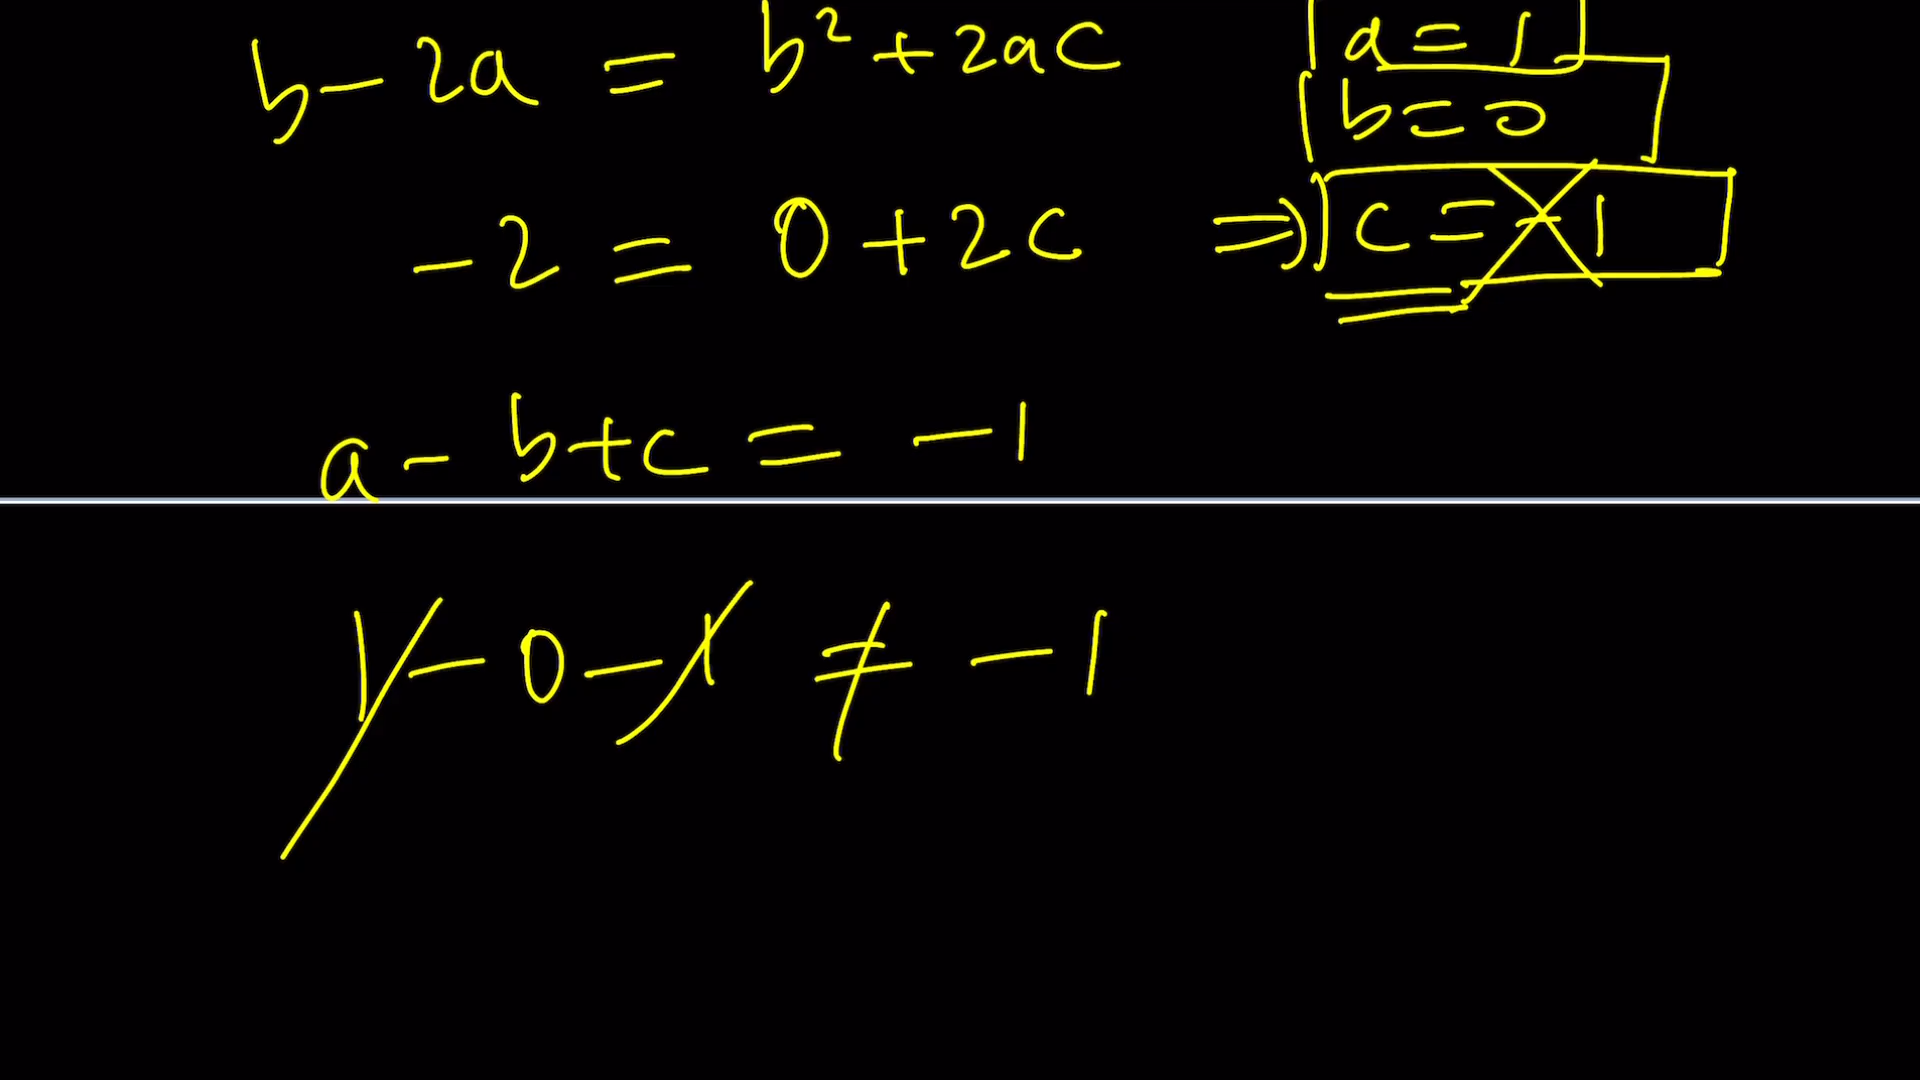 b - 2a = b² + 2ac
a = 1
b = 0
-2 = 0 + 2c ⇒ c = -1
a - b + c = -1
1 - 0 - 1 ≠ -1